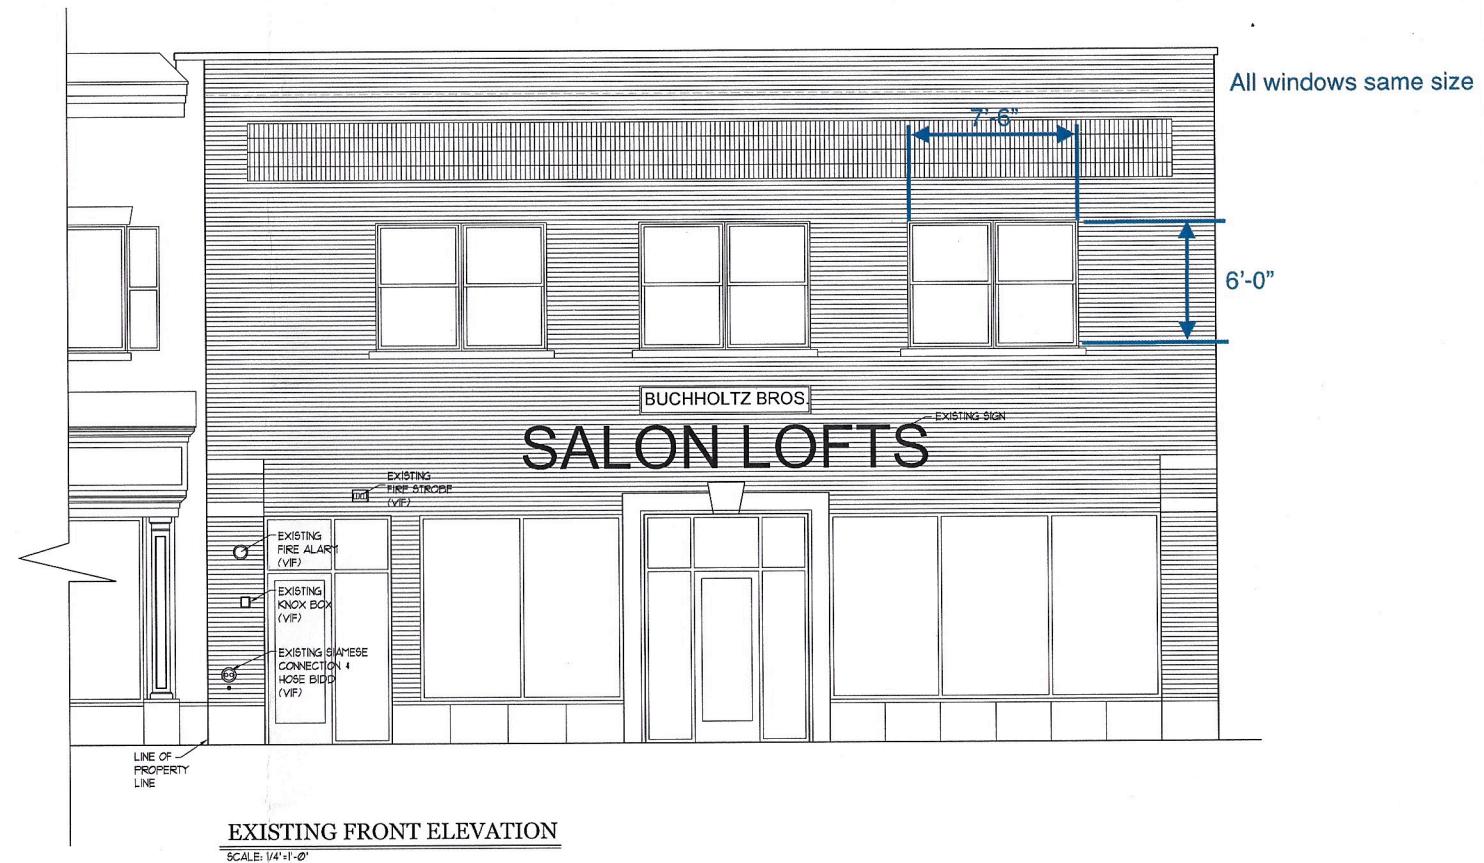 All windows same size
7'-6"
6'-0"
BUCHHOLTZ BROS.
EXISTING SIGN
SALON LOFTS
EXISTING
FIRE STROBE
(VIF)
EXISTING
FIRE ALARM
(VIF)
EXISTING
KNOX BOX
(VIF)
EXISTING SIAMESE
CONNECTION &
HOSE BIDD
(VIF)
LINE OF
PROPERTY
LINE
EXISTING FRONT ELEVATION
SCALE: 1/4"=1'-0"